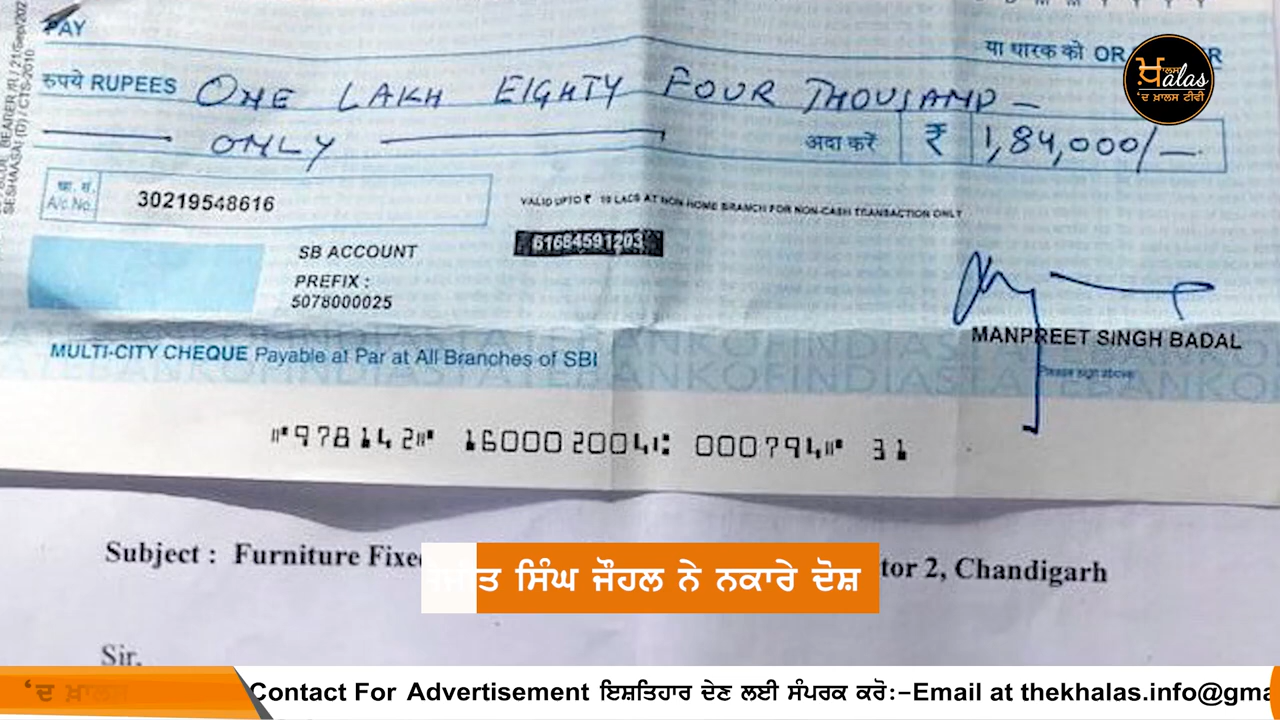 PAY
या धारक को OR
ਖ਼ਾਲਸ
alas
'ਦ ਖ਼ਾਲਸ ਟੀਵੀ
रुपये RUPEES ONE LAKH EIGHTY FOUR THOUSAND —
ONLY
अदा करें ₹ 1,84,000/—
खा. सं.
A/c No. 30219548616
VALID UPTO ₹ 10 LACS AT NON HOME BRANCH FOR NON-CASH TRANSACTION ONLY
61684591203
SB ACCOUNT
PREFIX :
5078000025
MANPREET SINGH BADAL
Please sign above
MULTI-CITY CHEQUE Payable at Par at All Branches of SBI
⑈978142⑈ 160002004⑆ 000794⑈ 31
Subject : Furniture Fixe tor 2, Chandigarh
ਸਿੰਘ ਜੌਹਲ ਨੇ ਨਕਾਰੇ ਦੋਸ਼
Sir,
'ਦ ਖ਼ਾਲਸ
Contact For Advertisement ਇਸ਼ਤਿਹਾਰ ਦੇਣ ਲਈ ਸੰਪਰਕ ਕਰੋ:-Email at thekhalas.info@gma